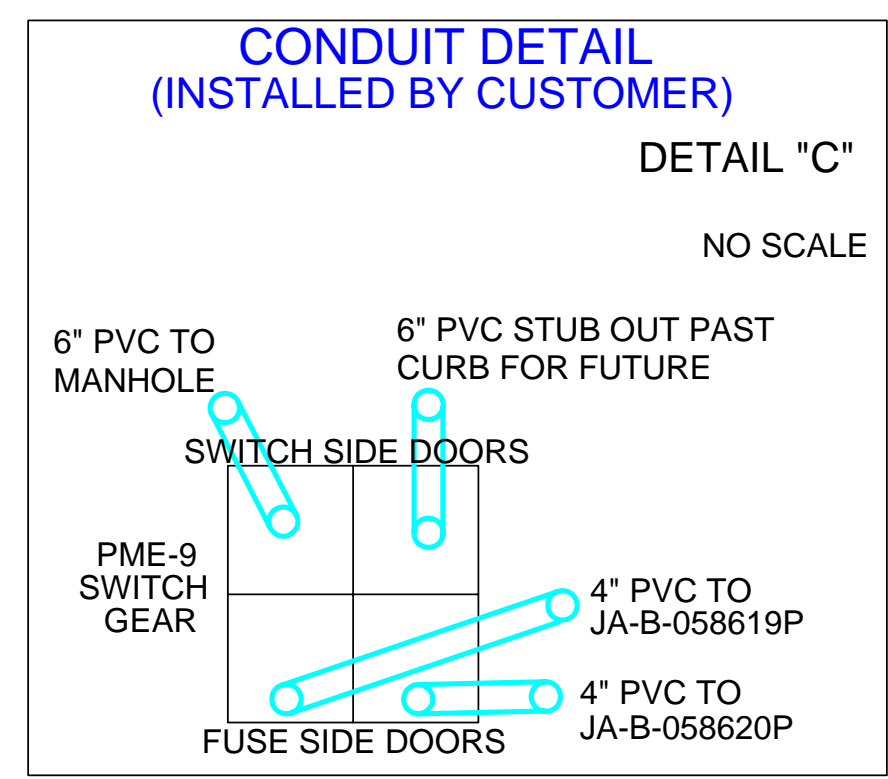 CONDUIT DETAIL
(INSTALLED BY CUSTOMER)
DETAIL "C"
NO SCALE
6" PVC TO
MANHOLE
6" PVC STUB OUT PAST
CURB FOR FUTURE
SWITCH SIDE DOORS
PME-9
SWITCH
GEAR
4" PVC TO
JA-B-058619P
4" PVC TO
JA-B-058620P
FUSE SIDE DOORS